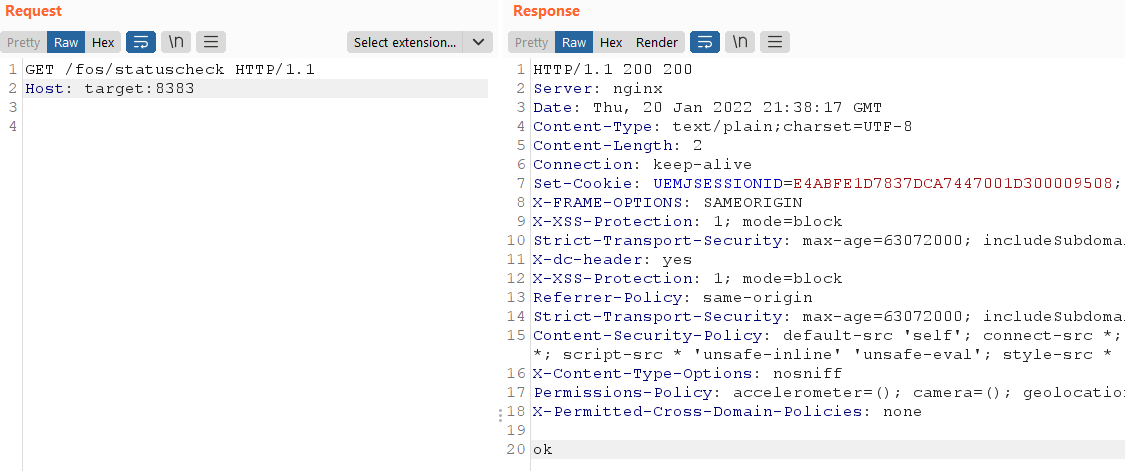 Request
Pretty Raw Hex \n Select extension...
1 GET /fos/statuscheck HTTP/1.1
2 Host: target:8383
3
4
Response
Pretty Raw Hex Render \n
1 HTTP/1.1 200 200
2 Server: nginx
3 Date: Thu, 20 Jan 2022 21:38:17 GMT
4 Content-Type: text/plain;charset=UTF-8
5 Content-Length: 2
6 Connection: keep-alive
7 Set-Cookie: UEMJSESSIONID=E4ABFE1D7837DCA7447001D300009508;
8 X-FRAME-OPTIONS: SAMEORIGIN
9 X-XSS-Protection: 1; mode=block
10 Strict-Transport-Security: max-age=63072000; includeSubdoma
11 X-dc-header: yes
12 X-XSS-Protection: 1; mode=block
13 Referrer-Policy: same-origin
14 Strict-Transport-Security: max-age=63072000; includeSubdoma
15 Content-Security-Policy: default-src 'self'; connect-src *;
*; script-src * 'unsafe-inline' 'unsafe-eval'; style-src *
16 X-Content-Type-Options: nosniff
17 Permissions-Policy: accelerometer=(); camera=(); geolocation
18 X-Permitted-Cross-Domain-Policies: none
19
20 ok